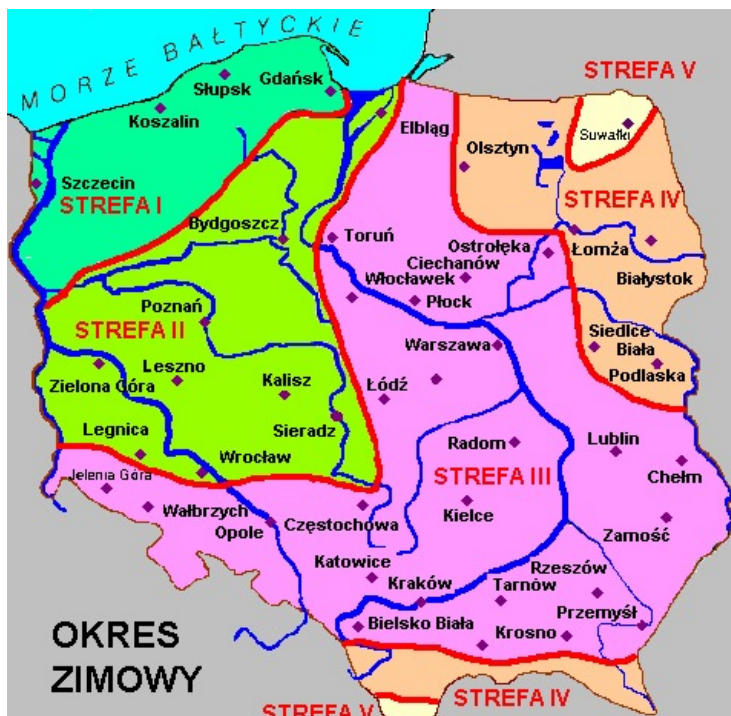 MORZE BAŁTYCKIE
STREFA V
Słupsk
Gdańsk
Koszalin
Elbląg
Suwałki
Olsztyn
Szczecin
STREFA I
STREFA IV
Bydgoszcz
Toruń
Ostrołęka
Łomża
Ciechanów
Włocławek
Białystok
Płock
Poznań
STREFA II
Warszawa
Siedlce
Biała
Podlaska
Leszno
Zielona Góra
Kalisz
Łódź
Legnica
Sieradz
Radom
Lublin
Wrocław
STREFA III
Chełm
Jelenia Góra
Wałbrzych
Opole
Częstochowa
Kielce
Zamość
Katowice
Rzeszów
Kraków
Tarnów
Przemyśl
Bielsko Biała
Krosno
OKRES
ZIMOWY
STREFA IV
STREFA V